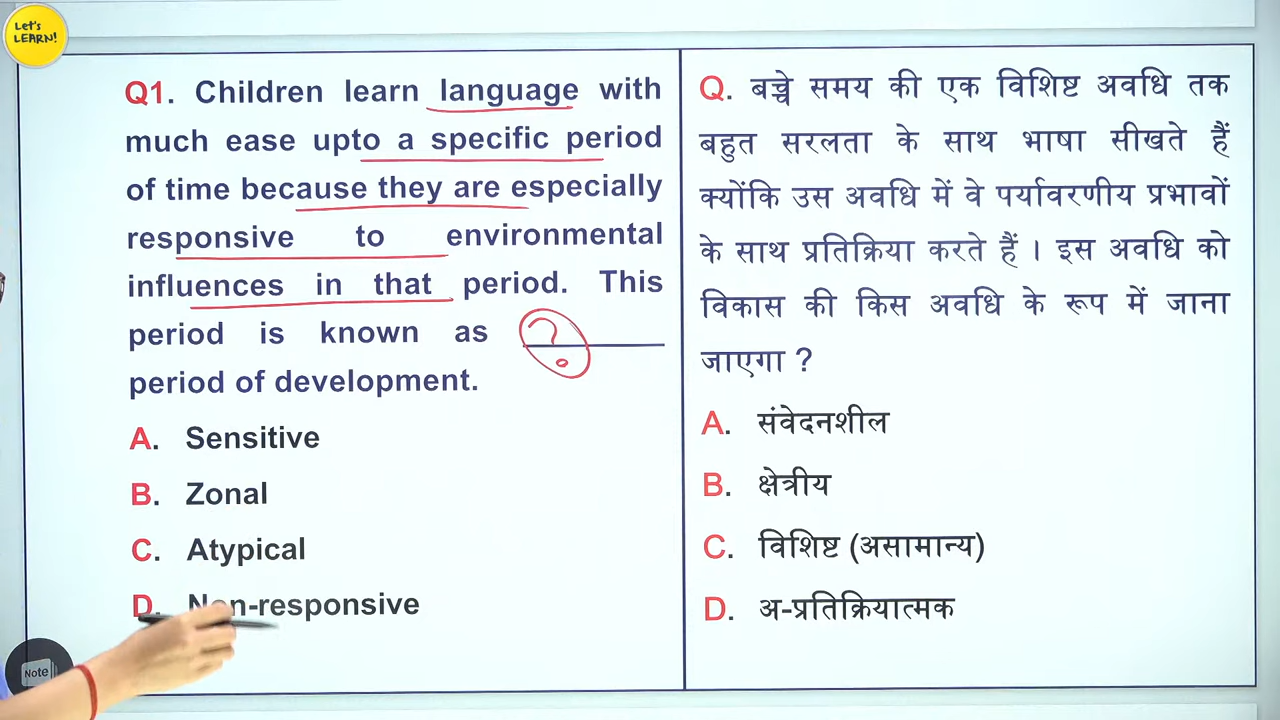 Let's
LEARN!
Q1. Children learn language with
much ease upto a specific period
of time because they are especially
responsive to environmental
influences in that period. This
period is known as ?
period of development.
A. Sensitive
B. Zonal
C. Atypical
D. Non-responsive
Q. बच्चे समय की एक विशिष्ट अवधि तक
बहुत सरलता के साथ भाषा सीखते हैं
क्योंकि उस अवधि में वे पर्यावरणीय प्रभावों
के साथ प्रतिक्रिया करते हैं । इस अवधि को
विकास की किस अवधि के रूप में जाना
जाएगा ?
A. संवेदनशील
B. क्षेत्रीय
C. विशिष्ट (असामान्य)
D. अ-प्रतिक्रियात्मक
Note